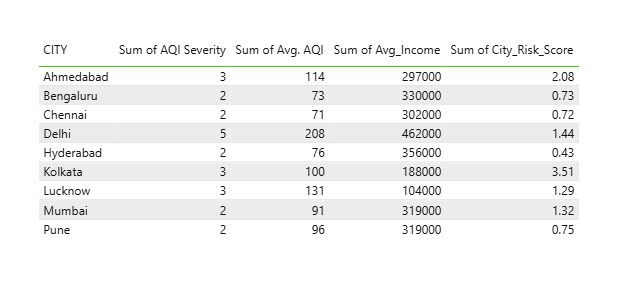 CITY Sum of AQI Severity Sum of Avg. AQI Sum of Avg_Income Sum of City_Risk_Score
Ahmedabad 3 114 297000 2.08
Bengaluru 2 73 330000 0.73
Chennai 2 71 302000 0.72
Delhi 5 208 462000 1.44
Hyderabad 2 76 356000 0.43
Kolkata 3 100 188000 3.51
Lucknow 3 131 104000 1.29
Mumbai 2 91 319000 1.32
Pune 2 96 319000 0.75